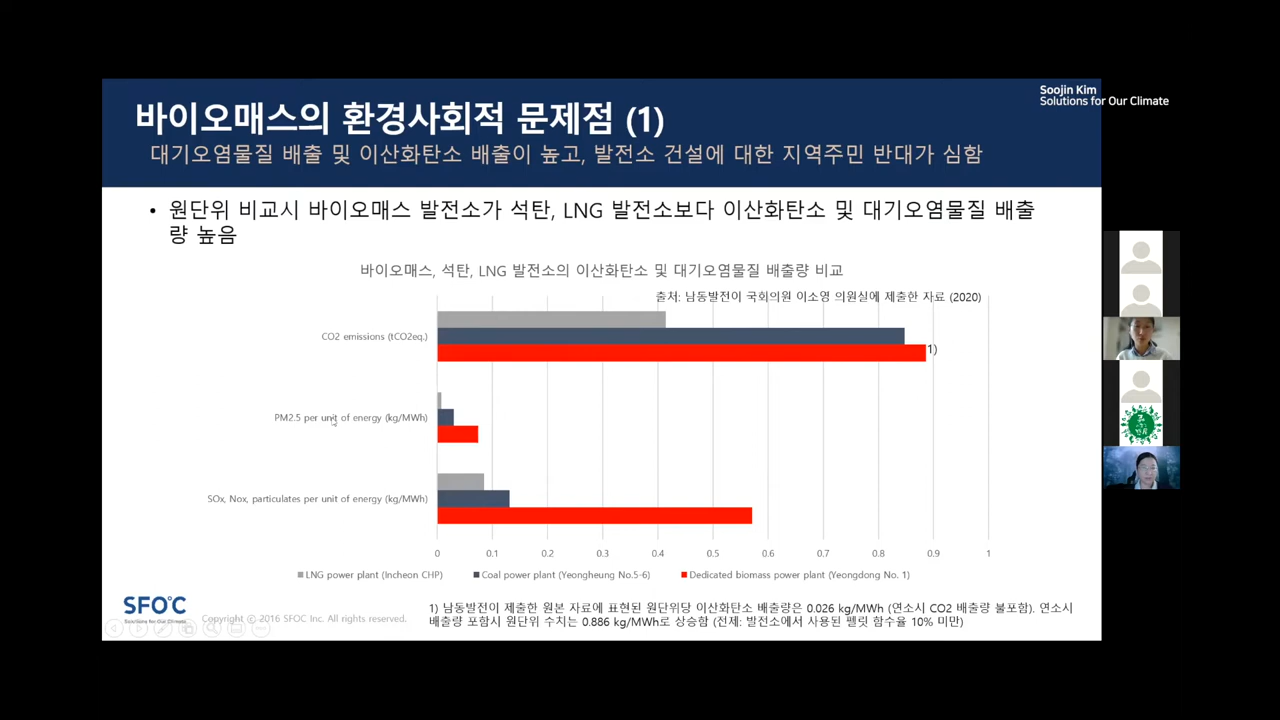 Soojin Kim
Solutions for Our Climate
바이오매스의 환경사회적 문제점 (1)
대기오염물질 배출 및 이산화탄소 배출이 높고, 발전소 건설에 대한 지역주민 반대가 심함
• 원단위 비교시 바이오매스 발전소가 석탄, LNG 발전소보다 이산화탄소 및 대기오염물질 배출
량 높음
바이오매스, 석탄, LNG 발전소의 이산화탄소 및 대기오염물질 배출량 비교
출처: 남동발전이 국회의원 이소영 의원실에 제출한 자료 (2020)
CO2 emissions (tCO2eq.)
1)
PM2.5 per unit of energy (kg/MWh)
SOx, Nox, particulates per unit of energy (kg/MWh)
0 0.1 0.2 0.3 0.4 0.5 0.6 0.7 0.8 0.9 1
LNG power plant (Incheon CHP) Coal power plant (Yeongheung No.5-6) Dedicated biomass power plant (Yeongdong No. 1)
1) 남동발전이 제출한 원본 자료에 표현된 원단위당 이산화탄소 배출량은 0.026 kg/MWh (연소시 CO2 배출량 불포함). 연소시
배출량 포함시 원단위 수치는 0.886 kg/MWh로 상승함 (전제: 발전소에서 사용된 펠릿 함수율 10% 미만)
SFOC
Solutions for Our Climate
Copyright ⓒ 2016 SFOC Inc. All rights reserved.